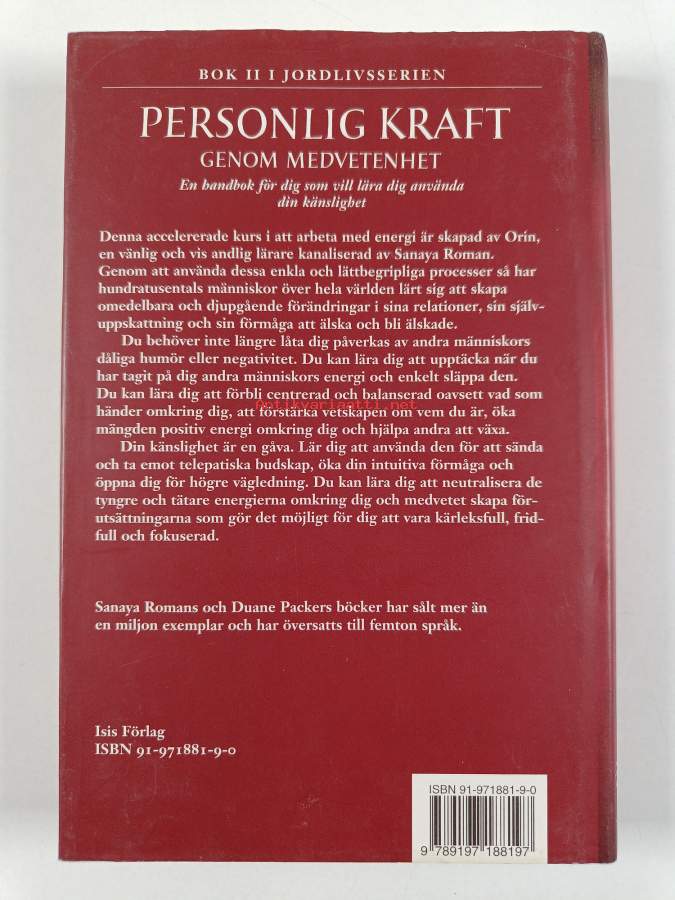 BOK II I JORDLIVSSERIEN
PERSONLIG KRAFT
GENOM MEDVETENHET
En handbok för dig som vill lära dig använda
din känslighet
Denna accelererade kurs i att arbeta med energi är skapad av Orin,
en vänlig och vis andlig lärare kanaliserad av Sanaya Roman.
Genom att använda dessa enkla och lättbegripliga processer så har
hundratusentals människor över hela världen lärt sig att skapa
omedelbara och djupgående förändringar i sina relationer, sin själv-
uppskattning och sin förmåga att älska och bli älskade.
Du behöver inte längre låta dig påverkas av andra människors
dåliga humör eller negativitet. Du kan lära dig att upptäcka när du
har tagit på dig andra människors energi och enkelt släppa den.
Du kan lära dig att förbli centrerad och balanserad oavsett vad som
händer omkring dig, att förstärka vetskapen om vem du är, öka
mängden positiv energi omkring dig och hjälpa andra att växa.
Din känslighet är en gåva. Lär dig att använda den för att sända
och ta emot telepatiska budskap, öka din intuitiva förmåga och
öppna dig för högre vägledning. Du kan lära dig att neutralisera de
tyngre och tätare energierna omkring dig och medvetet skapa för-
utsättningarna som gör det möjligt för dig att vara kärleksfull, frid-
full och fokuserad.
Sanaya Romans och Duane Packers böcker har sålt mer än
en miljon exemplar och har översatts till femton språk.
Isis Förlag
ISBN 91-971881-9-0
ISBN 91-971881-9-0
9 789197 188197
Antikvariaatti.net